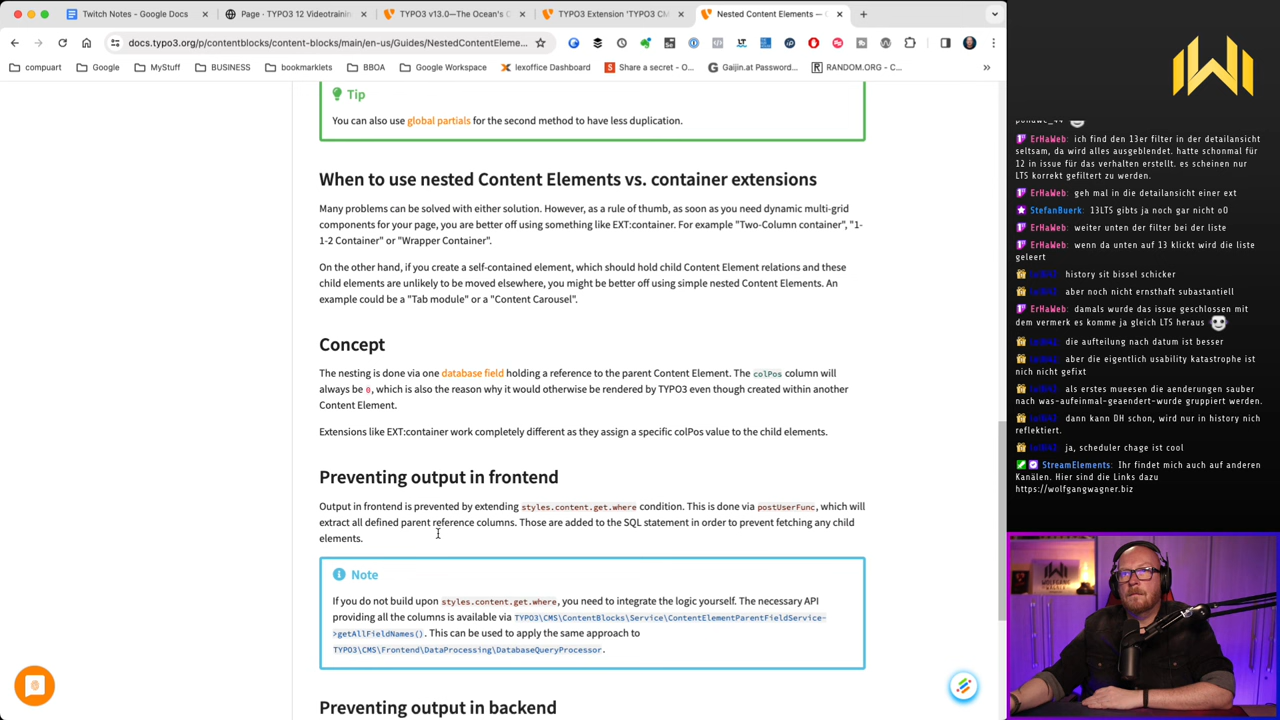 Twitch Notes - Google Docs
Page · TYPO3 12 Videotrainin
TYPO3 v13.0—The Ocean's C
TYPO3 Extension 'TYPO3 CM
Nested Content Elements —
docs.typo3.org/p/contentblocks/content-blocks/main/en-us/Guides/NestedContentEleme...
compuart
Google
MyStuff
BUSINESS
bookmarklets
BBOA
Google Workspace
lexoffice Dashboard
Share a secret - O...
Gaijin.at Password...
RANDOM.ORG - C...
Tip
You can also use global partials for the second method to have less duplication.
When to use nested Content Elements vs. container extensions
Many problems can be solved with either solution. However, as a rule of thumb, as soon as you need dynamic multi-grid
components for your page, you are better off using something like EXT:container. For example "Two-Column container", "1-
1-2 Container" or "Wrapper Container".
On the other hand, if you create a self-contained element, which should hold child Content Element relations and these
child elements are unlikely to be moved elsewhere, you might be better off using simple nested Content Elements. An
example could be a "Tab module" or a "Content Carousel".
Concept
The nesting is done via one database field holding a reference to the parent Content Element. The colPos column will
always be 0, which is also the reason why it would otherwise be rendered by TYPO3 even though created within another
Content Element.
Extensions like EXT:container work completely different as they assign a specific colPos value to the child elements.
Preventing output in frontend
Output in frontend is prevented by extending styles.content.get.where condition. This is done via postUserFunc, which will
extract all defined parent reference columns. Those are added to the SQL statement in order to prevent fetching any child
elements.
Note
If you do not build upon styles.content.get.where, you need to integrate the logic yourself. The necessary API
providing all the columns is available via TYPO3\CMS\ContentBlocks\Service\ContentElementParentFieldService-
>getAllFieldNames(). This can be used to apply the same approach to
TYPO3\CMS\Frontend\DataProcessing\DatabaseQueryProcessor.
Preventing output in backend
ErHaWeb: ich find den 13er filter in der detailansicht
seltsam, da wird alles ausgeblendet. hatte schonmal für
12 in issue für das verhalten erstellt. es scheinen nur
LTS korrekt gefiltert zu werden.
ErHaWeb: geh mal in die detailansicht einer ext
StefanBuerk: 13LTS gibts ja noch gar nicht oO
ErHaWeb: weiter unten der filter bei der liste
ErHaWeb: wenn da unten auf 13 klickt wird die liste
geleert
history sit bissel schicker
aber noch nicht ernsthaft subastantiell
ErHaWeb: damals wurde das issue geschlossen mit
dem vermerk es komme ja gleich LTS heraus
die aufteilung nach datum ist besser
aber die eigentlich usability katastrophe ist
nich nicht gefixt
als erstes mueesen die aenderungen sauber
nach was-aufeinmal-geaendert-wurde gruppiert werden.
dann kann DH schon, wird nur in history nich
reflektiert.
ja, scheduler chage ist cool
StreamElements: Ihr findet mich auch auf anderen
Kanälen. Hier sind die Links dazu
https://wolfgangwagner.biz